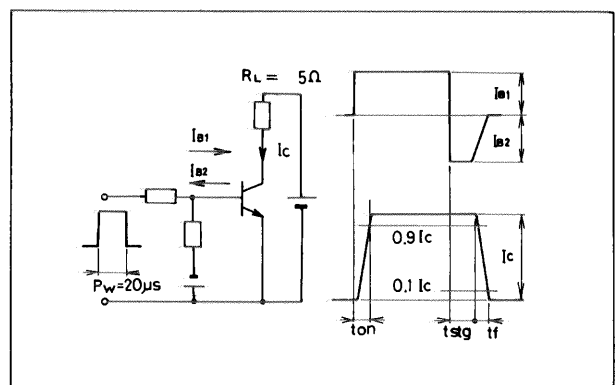 RL = 5Ω
IB1
IB2
IC
PW=20μs
IB1
IB2
0.9 IC
IC
0.1 IC
ton
tstg
tf